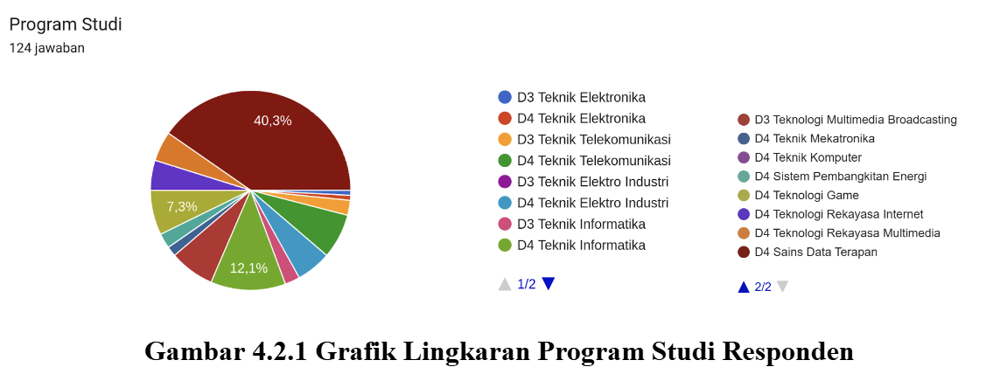 Program Studi
124 jawaban
40,3%
7,3%
12,1%
D3 Teknik Elektronika
D4 Teknik Elektronika
D3 Teknik Telekomunikasi
D4 Teknik Telekomunikasi
D3 Teknik Elektro Industri
D4 Teknik Elektro Industri
D3 Teknik Informatika
D4 Teknik Informatika
1/2
D3 Teknologi Multimedia Broadcasting
D4 Teknik Mekatronika
D4 Teknik Komputer
D4 Sistem Pembangkitan Energi
D4 Teknologi Game
D4 Teknologi Rekayasa Internet
D4 Teknologi Rekayasa Multimedia
D4 Sains Data Terapan
2/2
Gambar 4.2.1 Grafik Lingkaran Program Studi Responden